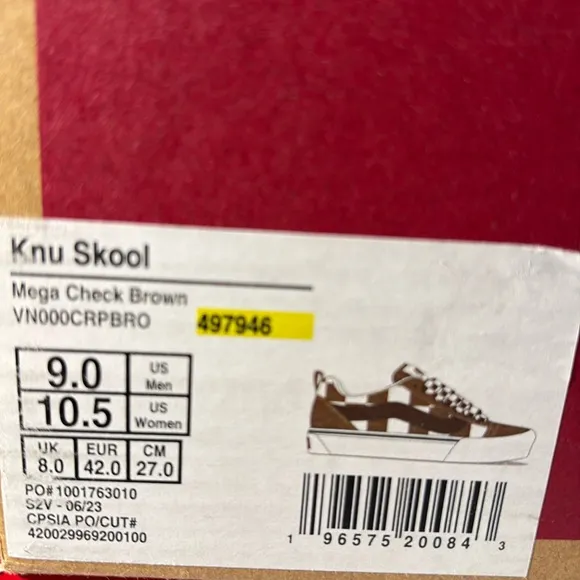 Knu Skool
Mega Check Brown
VN000CRPBRO 497946
9.0 US Men
10.5 US Women
UK EUR CM
8.0 42.0 27.0
PO# 1001763010
S2V - 06/23
CPSIA PO/CUT#
420029969200100
1 96575 20084 3